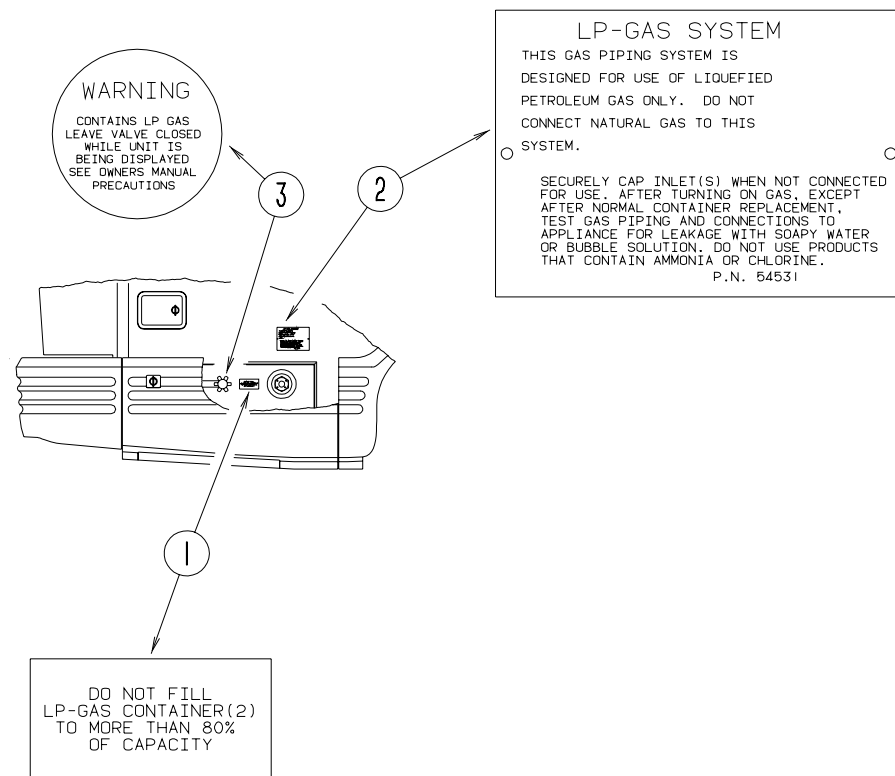 LP-GAS SYSTEM
THIS GAS PIPING SYSTEM IS
DESIGNED FOR USE OF LIQUEFIED
PETROLEUM GAS ONLY. DO NOT
CONNECT NATURAL GAS TO THIS
SYSTEM.
SECURELY CAP INLET(S) WHEN NOT CONNECTED
FOR USE. AFTER TURNING ON GAS, EXCEPT
AFTER NORMAL CONTAINER REPLACEMENT,
TEST GAS PIPING AND CONNECTIONS TO
APPLIANCE FOR LEAKAGE WITH SOAPY WATER
OR BUBBLE SOLUTION. DO NOT USE PRODUCTS
THAT CONTAIN AMMONIA OR CHLORINE.
P.N. 54531
WARNING
CONTAINS LP GAS
LEAVE VALVE CLOSED
WHILE UNIT IS
BEING DISPLAYED
SEE OWNERS MANUAL
PRECAUTIONS
3
2
1
DO NOT FILL
LP-GAS CONTAINER(2)
TO MORE THAN 80%
OF CAPACITY